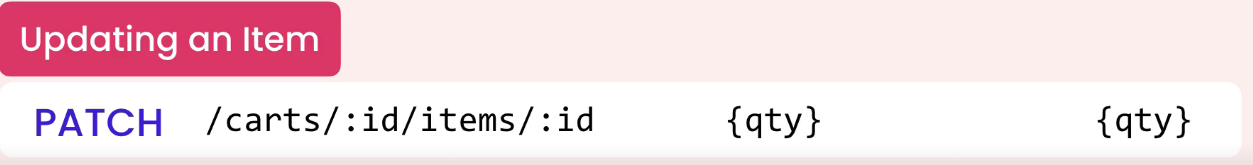 Updating an Item
PATCH /carts/:id/items/:id {qty} {qty}